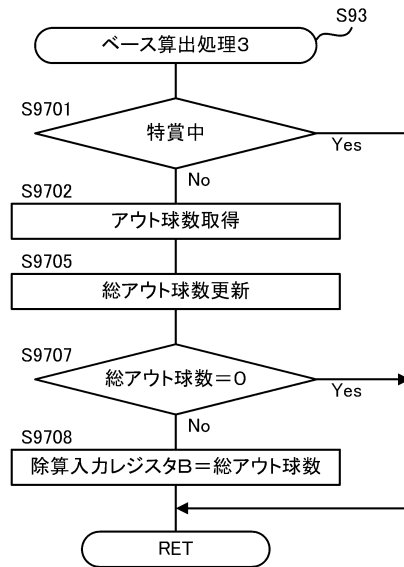 S93
ベース算出処理3
S9701
特賞中
Yes
No
S9702
アウト球数取得
S9705
総アウト球数更新
S9707
総アウト球数=0
Yes
No
S9708
除算入力レジスタB=総アウト球数
RET